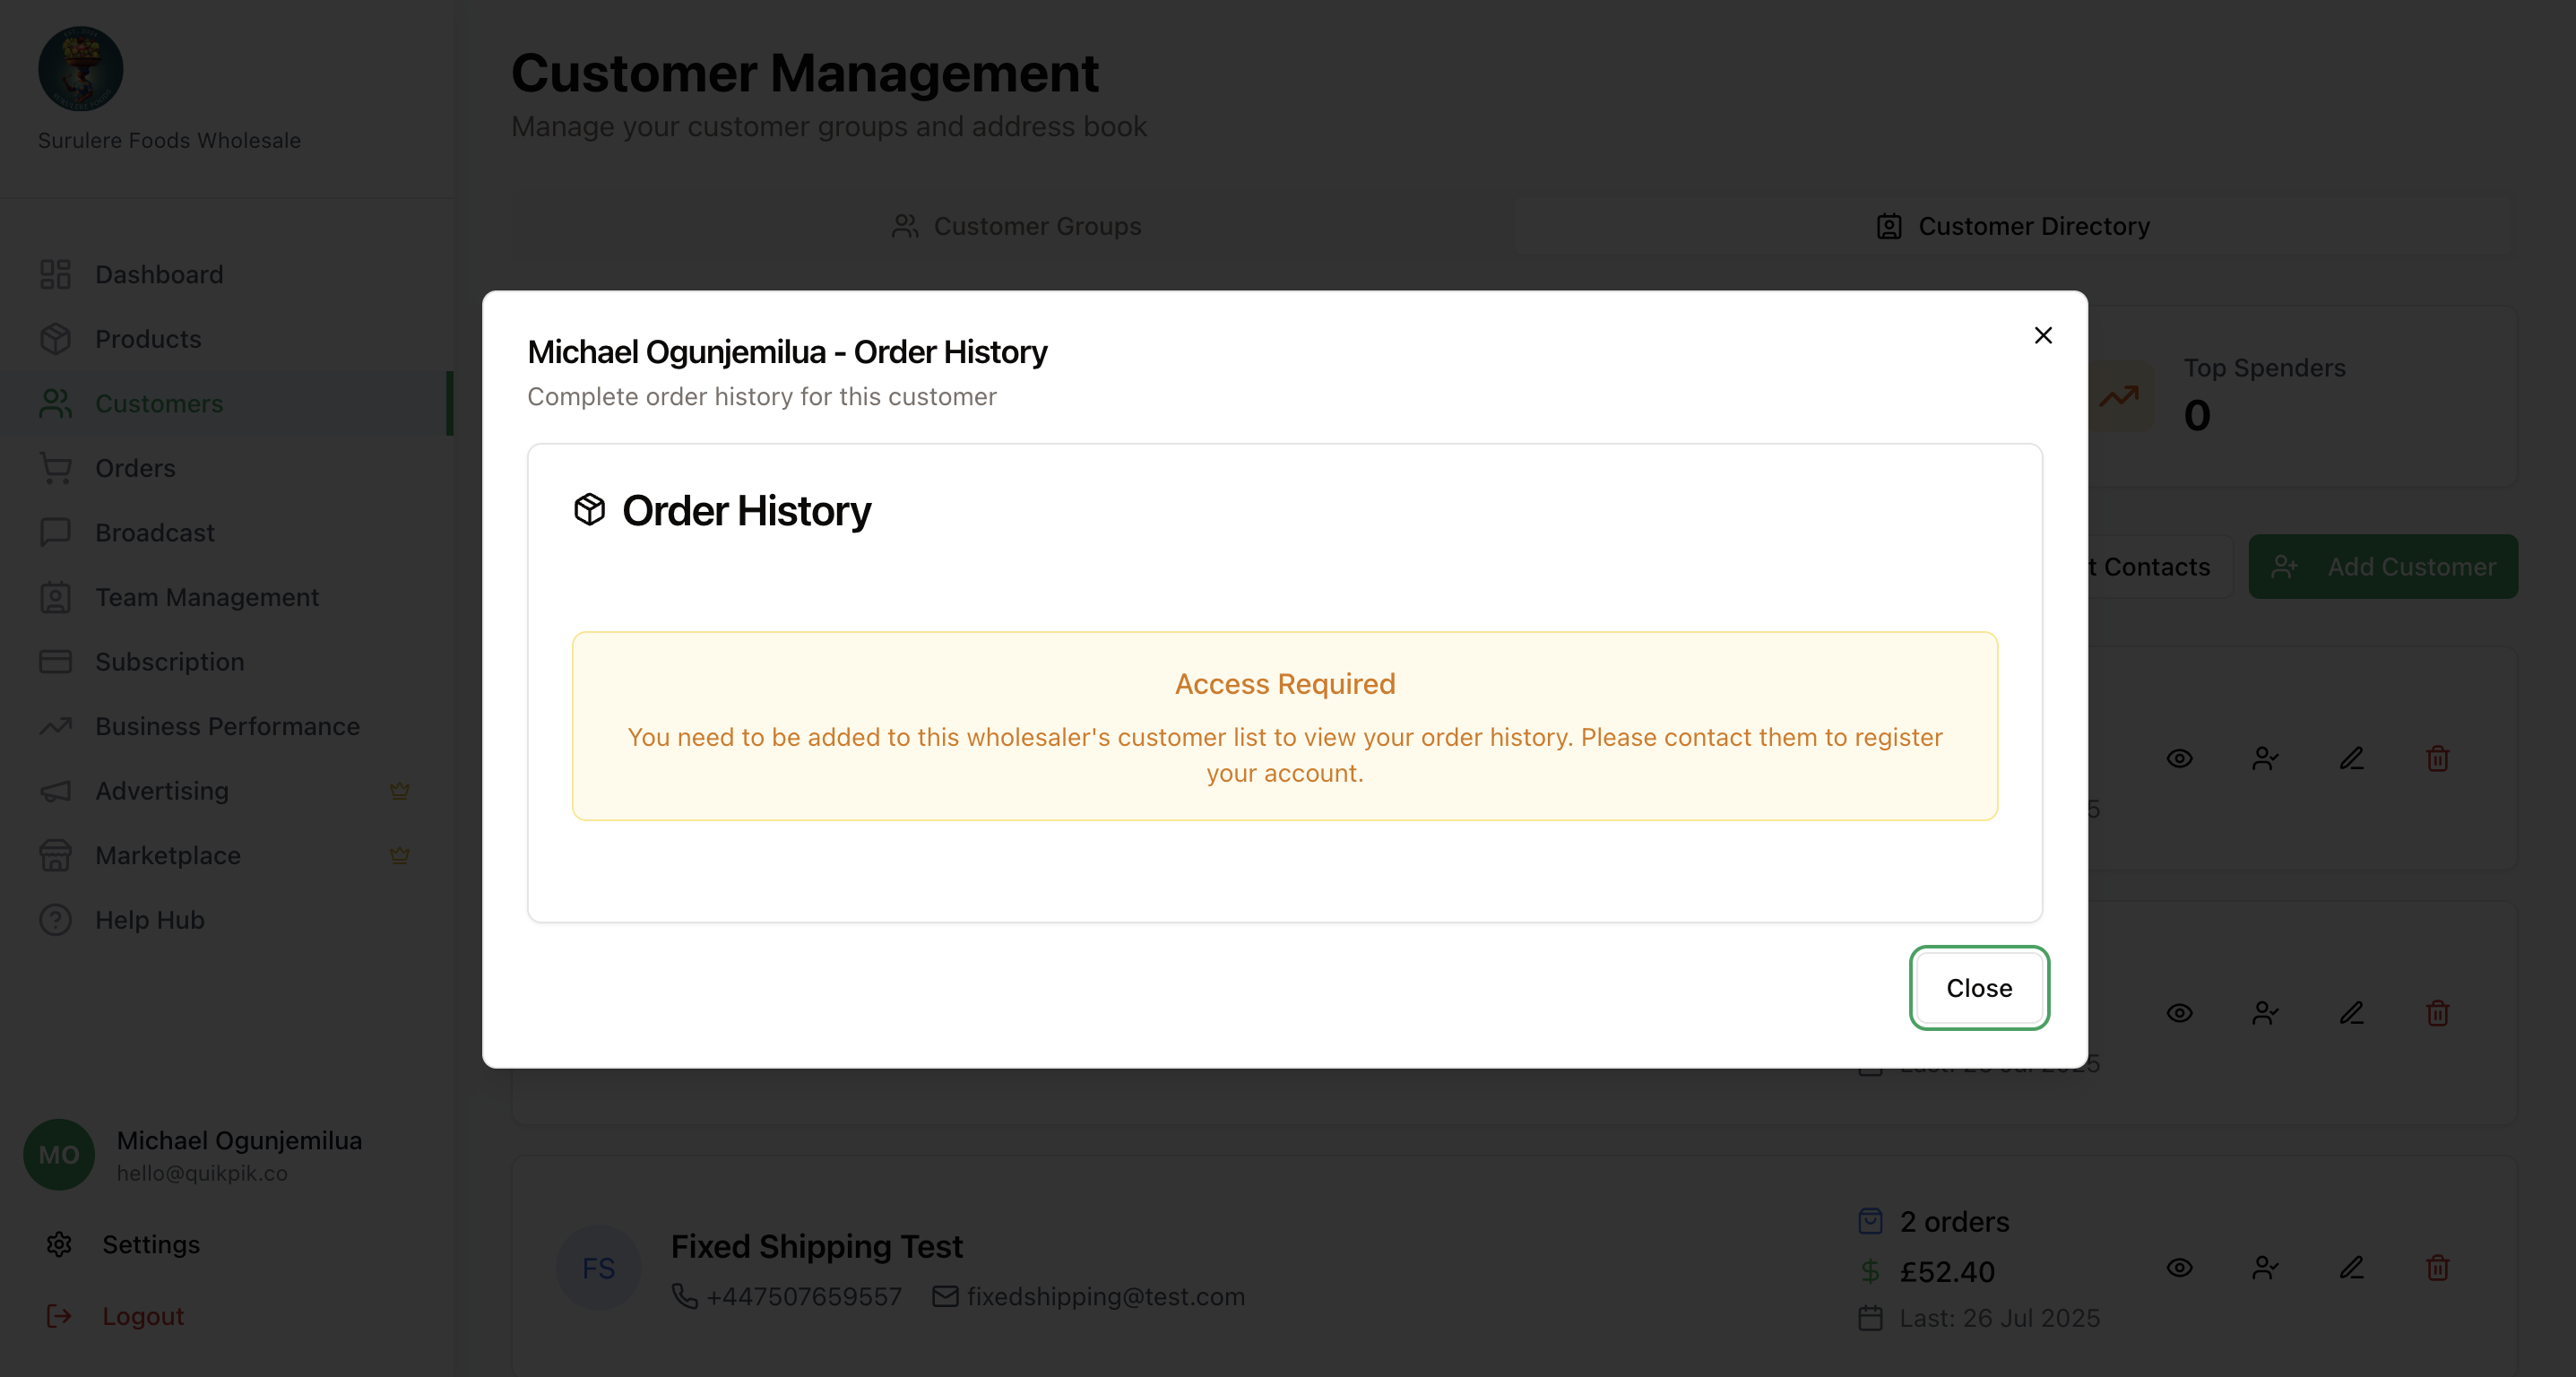 Surulere Foods Wholesale
Dashboard
Products
Customers
Orders
Broadcast
Team Management
Subscription
Business Performance
Advertising
Marketplace
Help Hub
MO
Michael Ogunjemilua
hello@quikpik.co
Settings
Logout
Customer Management
Manage your customer groups and address book
Customer Groups
Customer Directory
Top Spenders
0
t Contacts
Add Customer
Michael Ogunjemilua - Order History
Complete order history for this customer
Order History
Access Required
You need to be added to this wholesaler's customer list to view your order history. Please contact them to register
your account.
Close
5
FS
Fixed Shipping Test
+447507659557
fixedshipping@test.com
2 orders
£52.40
Last: 26 Jul 2025